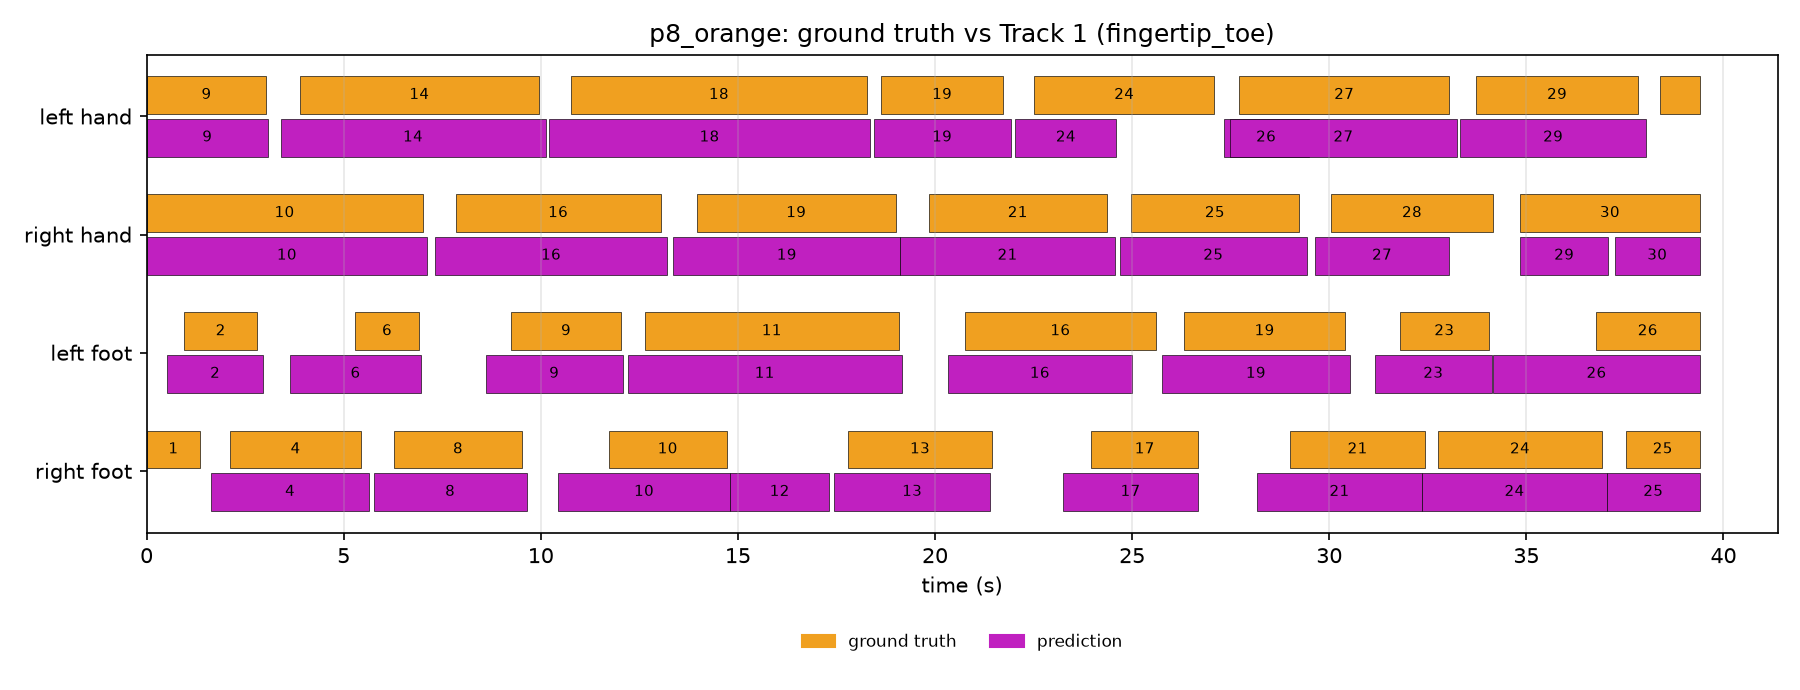 p8_orange: ground truth vs Track 1 (fingertip_toe)
left hand
9 14 18 19 24 27 29
9 14 18 19 24 26 27 29
right hand
10 16 19 21 25 28 30
10 16 19 21 25 27 29 30
left foot
2 6 9 11 16 19 23 26
2 6 9 11 16 19 23 26
right foot
1 4 8 10 13 17 21 24 25
4 8 10 12 13 17 21 24 25
0 5 10 15 20 25 30 35 40
time (s)
ground truth prediction